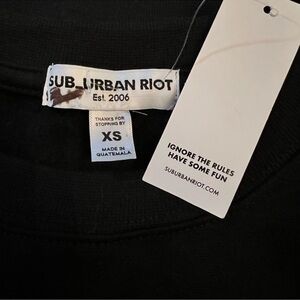 SUB_URBAN RIOT
Est. 2006
THANKS FOR
STOPPING BY
XS
MADE IN
GUATEMALA
IGNORE THE RULES
HAVE SOME FUN
SUBURBANRIOT.COM